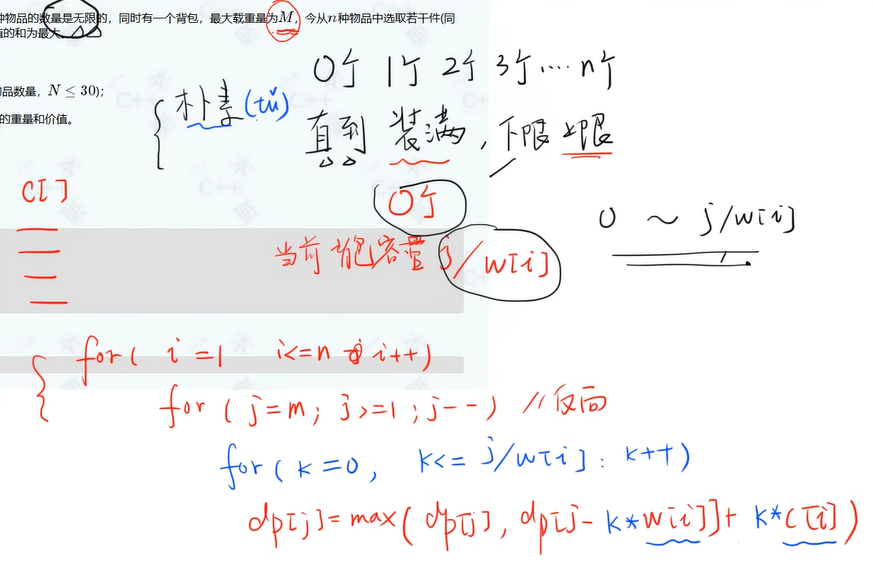 种物品的数量是无限的，同时有一个背包，最大载重量为M，今从n种物品中选取若干件(同
值的和为最大
0个 1个 2个 3个 .... n个
品数量，N ≤ 30);
朴素(tǔ)
直到 装满，下限 上限
的重量和价值。
C[]
0个
0 ~ j/w[i]
当前背包容量 j/w[i]
for( i=1 i<=n i++)
for ( j=m; j>=1; j--) //反面
for( k=0, k<= j/w[i]: k++)
dp[j]=max( dp[j], dp[j- k*w[i]]+ k*c[i])